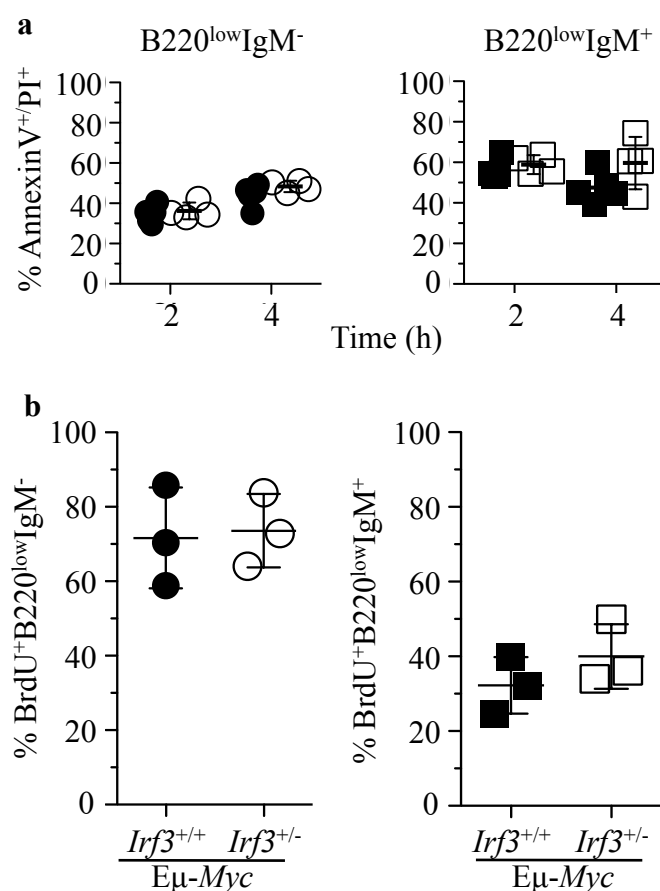 a
B220lowIgM- B220lowIgM+
% AnnexinV+/PI+
100 100
80 80
60 60
40 40
20 20
0 0
2 4 2 4
Time (h)
b
% BrdU+B220lowIgM-
100
80
60
40
20
0
Irf3+/+ Irf3+/-
Eμ-Myc
% BrdU+B220lowIgM+
100
80
60
40
20
0
Irf3+/+ Irf3+/-
Eμ-Myc